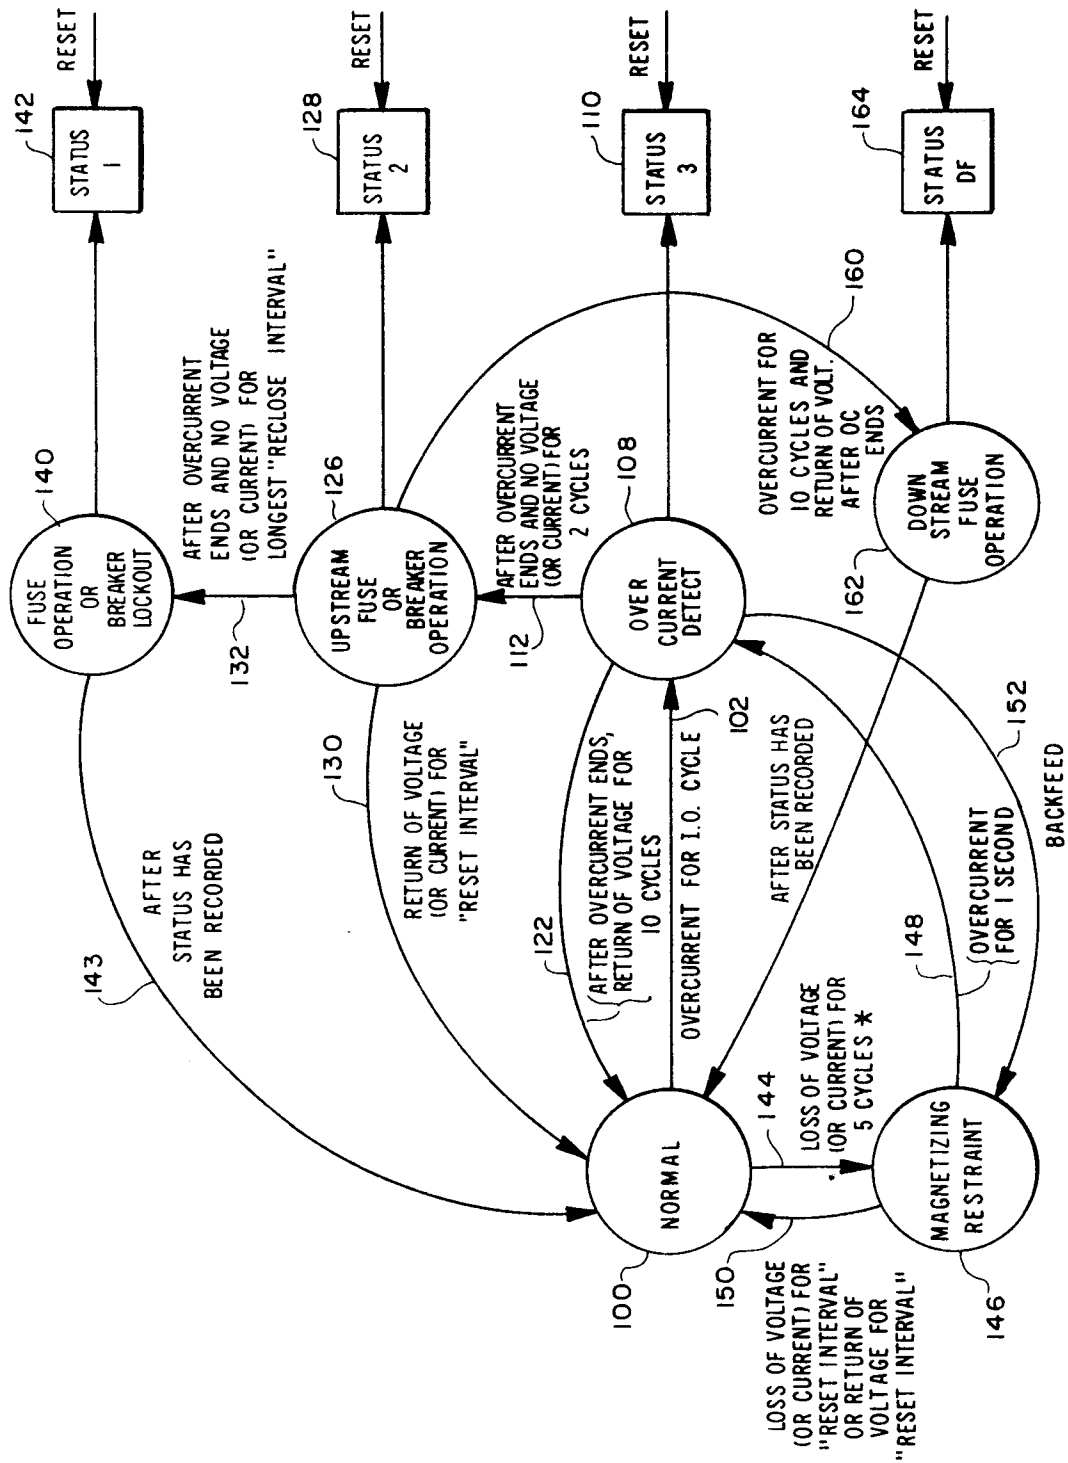 142
STATUS
1
RESET
140
FUSE
OPERATION
OR
BREAKER
LOCKOUT
AFTER OVERCURRENT
ENDS AND NO VOLTAGE
(OR CURRENT) FOR
LONGEST "RECLOSE INTERVAL"
132
143
AFTER
STATUS HAS
BEEN RECORDED
128
STATUS
2
RESET
126
UPSTREAM
FUSE
OR
BREAKER
OPERATION
130
RETURN OF VOLTAGE
(OR CURRENT) FOR
"RESET INTERVAL"
AFTER OVERCURRENT
ENDS AND NO VOLTAGE
(OR CURRENT) FOR
2 CYCLES
112
110
STATUS
3
RESET
108
OVER
CURRENT
DETECT
122
AFTER OVERCURRENT ENDS,
RETURN OF VOLTAGE FOR
10 CYCLES
OVERCURRENT FOR 1.0. CYCLE
102
100
NORMAL
160
OVERCURRENT FOR
10 CYCLES AND
RETURN OF VOLT.
AFTER OC
ENDS
164
STATUS
DF
RESET
162
DOWN
STREAM
FUSE
OPERATION
AFTER STATUS HAS
BEEN RECORDED
144
LOSS OF VOLTAGE
(OR CURRENT) FOR
5 CYCLES *
148
OVERCURRENT
FOR 1 SECOND
152
BACKFEED
146
MAGNETIZING
RESTRAINT
150
LOSS OF VOLTAGE
(OR CURRENT) FOR
"RESET INTERVAL"
OR RETURN OF
VOLTAGE FOR
"RESET INTERVAL"